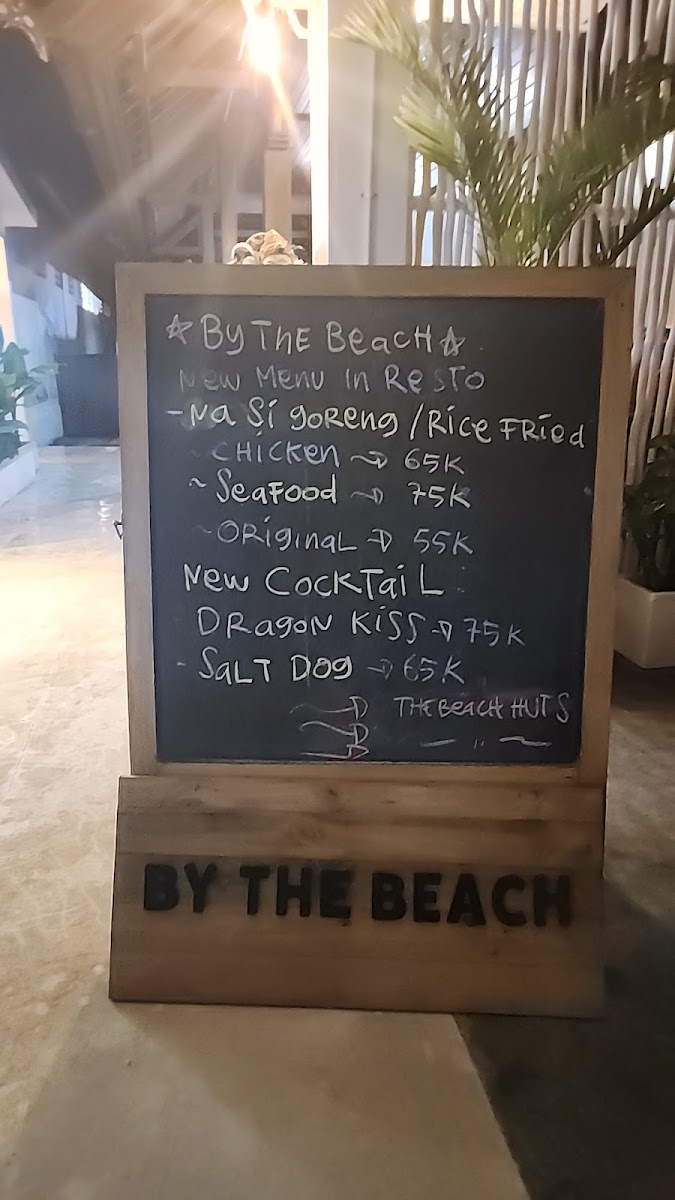 ☆ By THE BeacH ☆
New Menu in ResTo
- Na Si goreng / Rice Fried
~ CHicken → 65K
~ SeaFood → 75K
~ ORiginaL → 55K
New CockTaiL :
DRagon Kiss → 75K
- SaLT Dog → 65K
THE Beach HUTS
BY THE BEACH